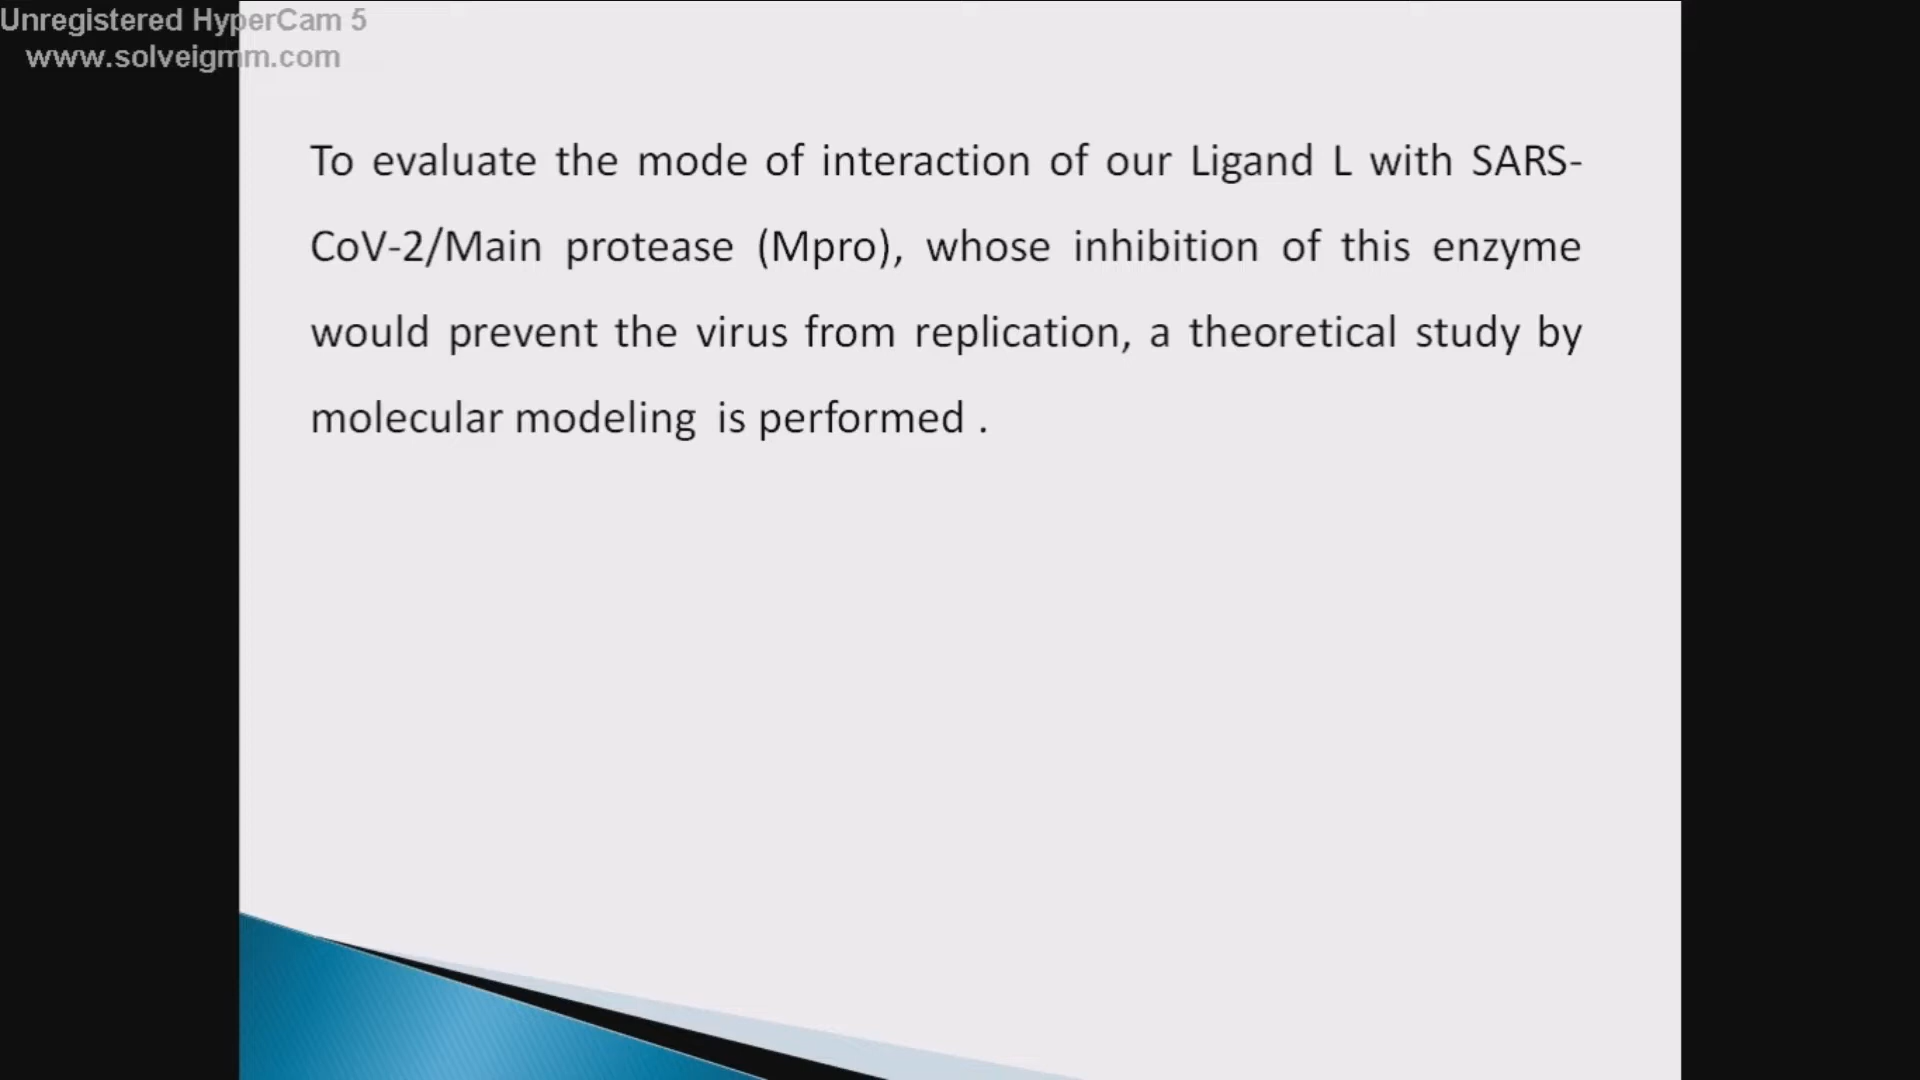 Unregistered HyperCam 5
www.solveigmm.com
To evaluate the mode of interaction of our Ligand L with SARS-
CoV-2/Main protease (Mpro), whose inhibition of this enzyme
would prevent the virus from replication, a theoretical study by
molecular modeling is performed .